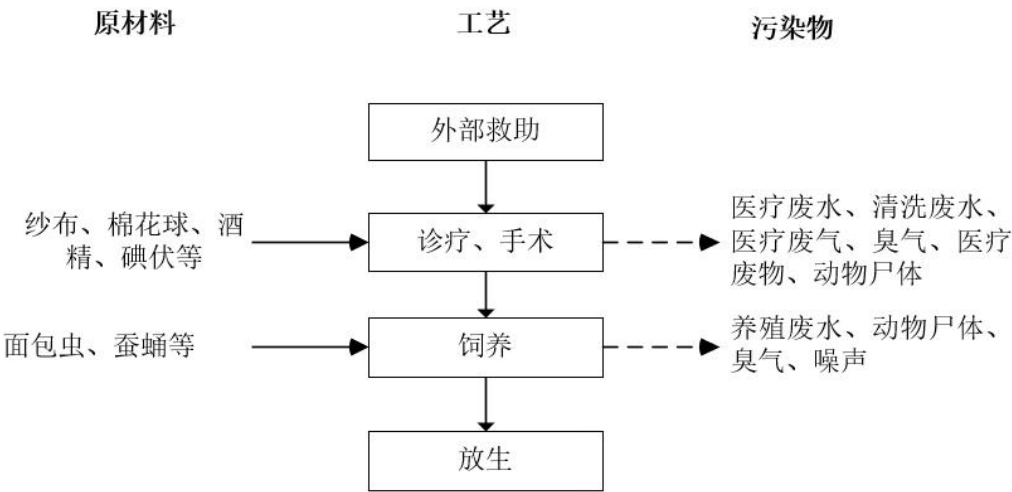 原材料
工艺
污染物
外部救助
纱布、棉花球、酒
精、碘伏等
诊疗、手术
医疗废水、清洗废水、
医疗废气、臭气、医疗
废物、动物尸体
面包虫、蚕蛹等
饲养
养殖废水、动物尸体、
臭气、噪声
放生